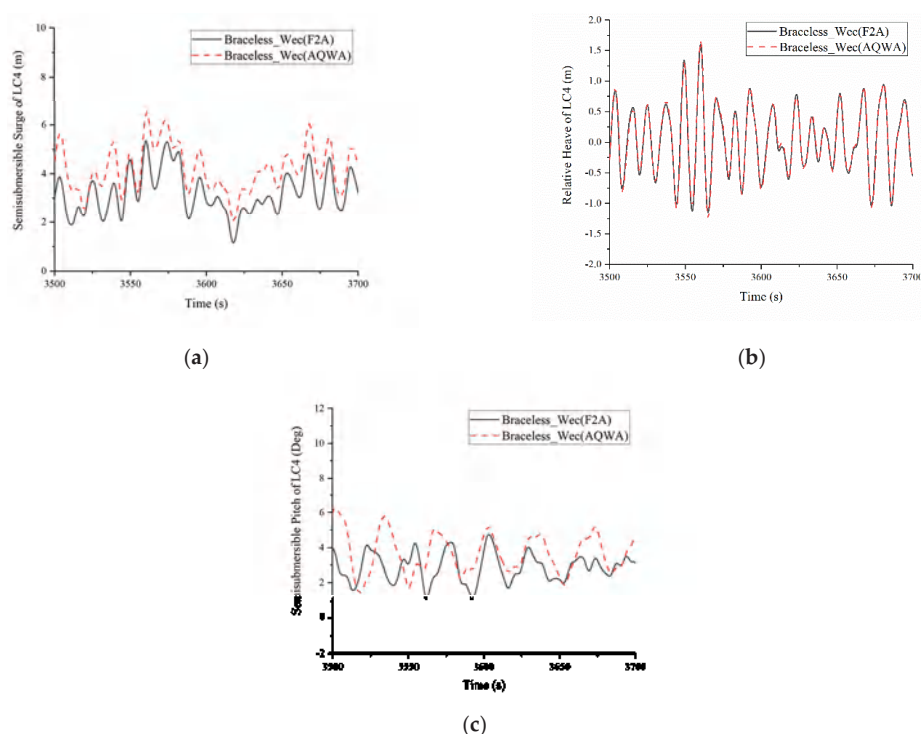 10
8
6
4
2
0
Semisubmersible Surge of LC4 (m)
Braceless_Wec(F2A)
Braceless_Wec(AQWA)
3500 3550 3600 3650 3700
Time (s)
(a)
2.0
1.5
1.0
0.5
0.0
-0.5
-1.0
-1.5
-2.0
Relative Heave of LC4 (m)
Braceless_Wec(F2A)
Braceless_Wec(AQWA)
3500 3550 3600 3650 3700
Time (s)
(b)
12
10
8
6
4
2
0
-2
Semisubmersible Pitch of LC4 (Deg)
Braceless_Wec(F2A)
Braceless_Wec(AQWA)
3600 3650 3700
Time (s)
(c)